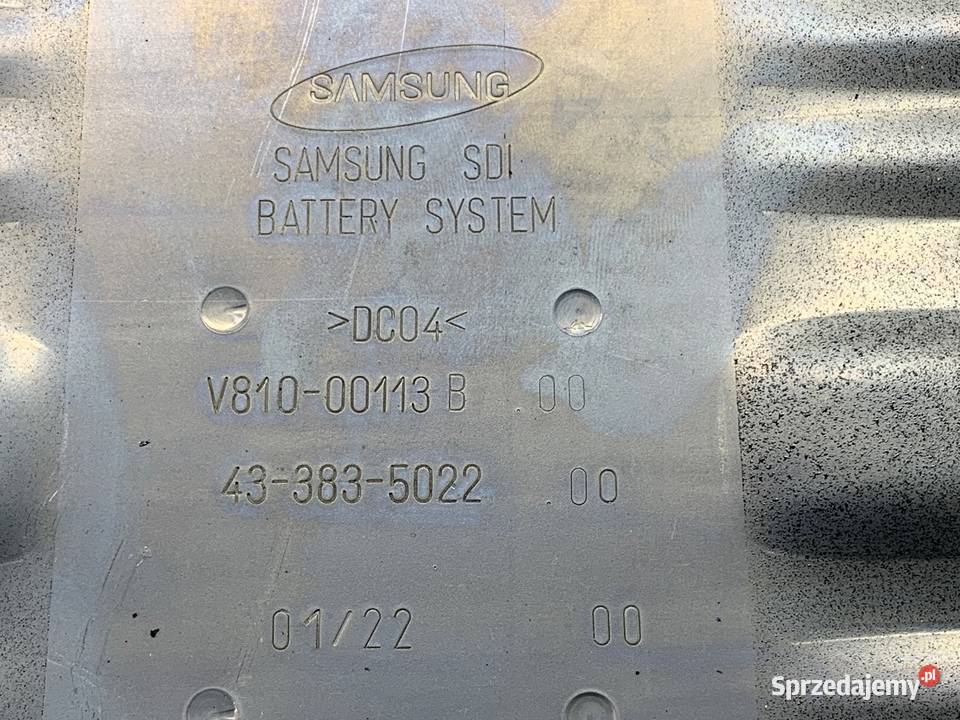 SAMSUNG
SAMSUNG SDI
BATTERY SYSTEM
>DC04<
V810-00113 B 00
43-383-5022 00
01/22 00
Sprzedajemy.pl